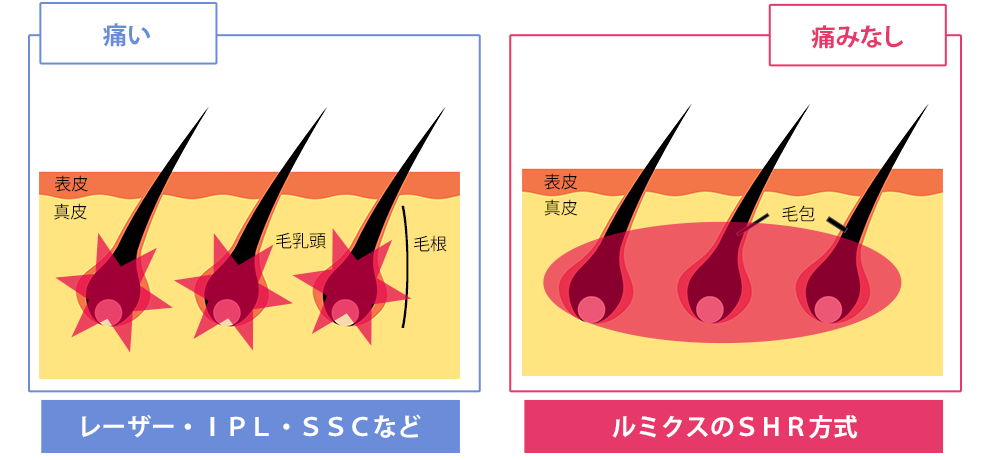 痛い
表皮
真皮
毛乳頭
毛根
レーザー・ＩＰＬ・ＳＳＣなど
痛みなし
表皮
真皮
毛包
ルミクスのＳＨＲ方式